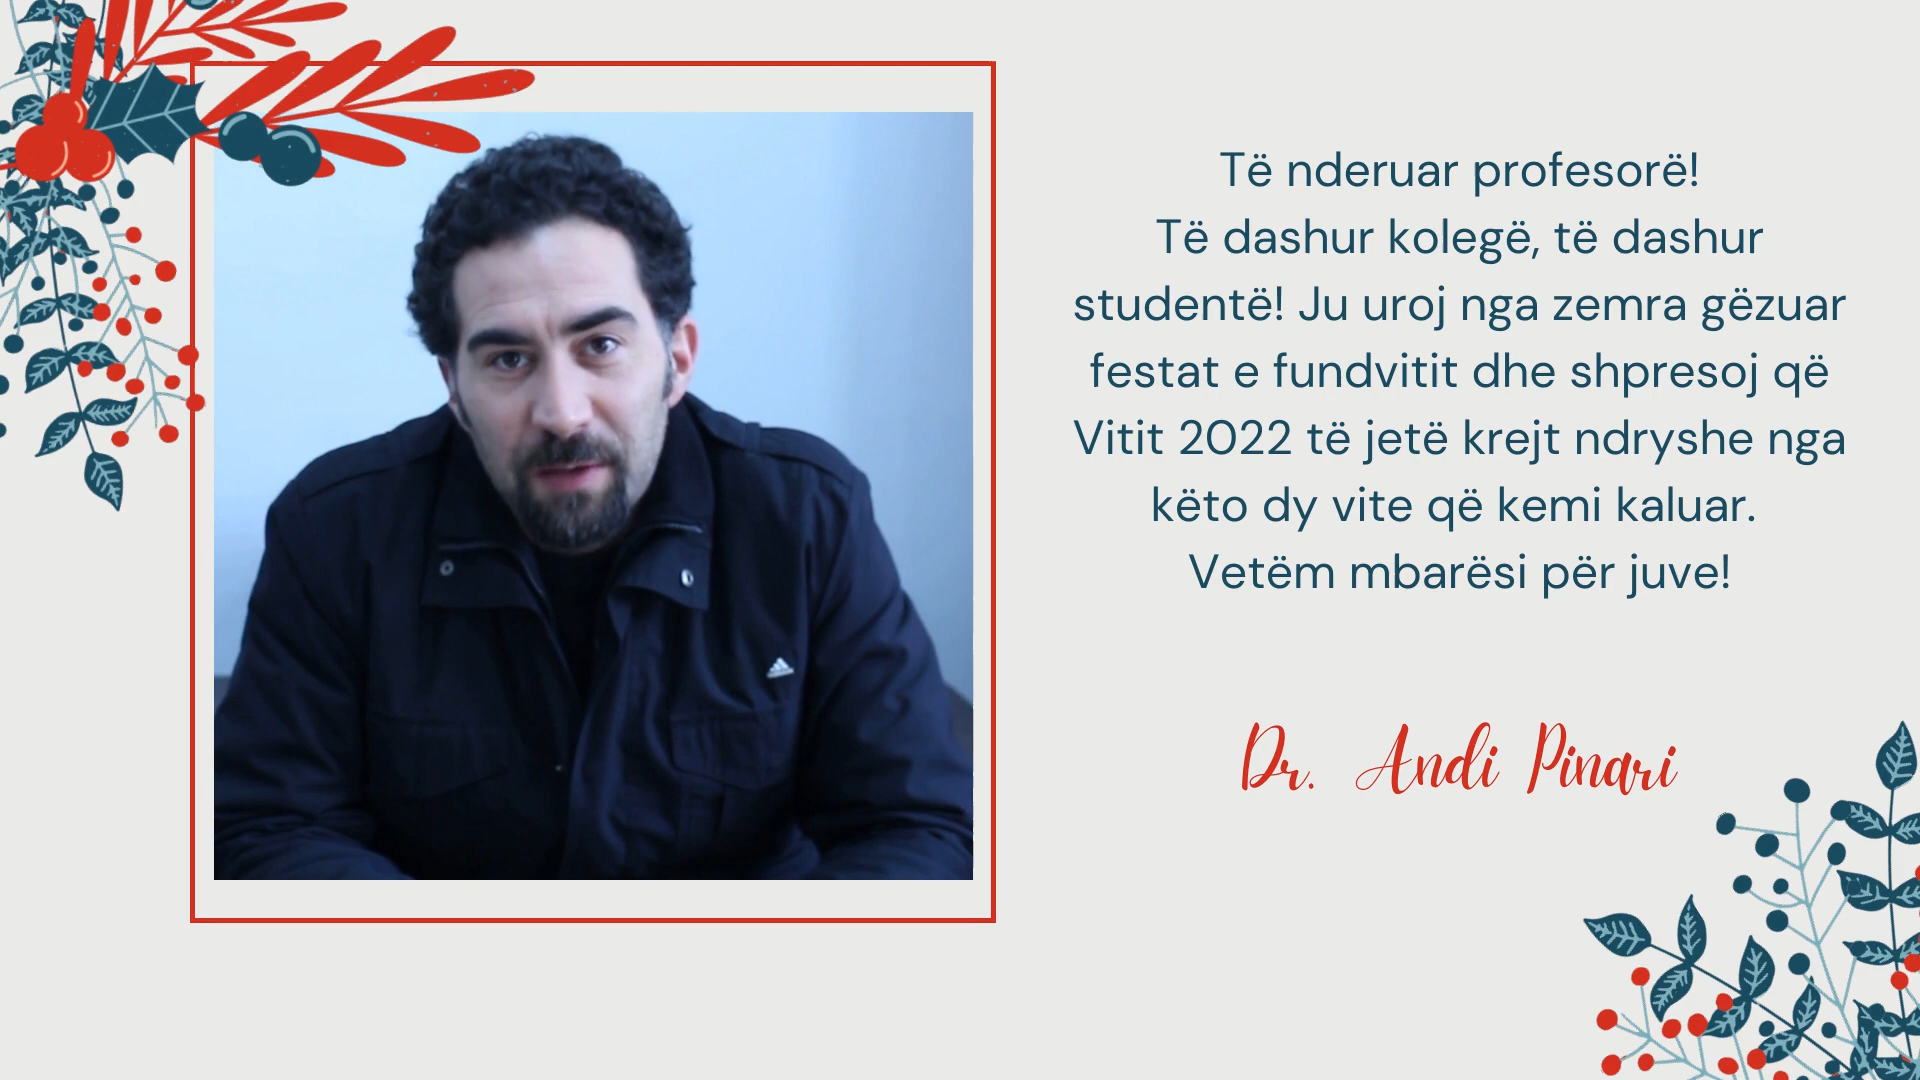 Të nderuar profesorë!
Të dashur kolegë, të dashur
studentë! Ju uroj nga zemra gëzuar
festat e fundvitit dhe shpresoj që
Vitit 2022 të jetë krejt ndryshe nga
këto dy vite që kemi kaluar.
Vetëm mbarësi për juve!
Dr. Andi Pinari